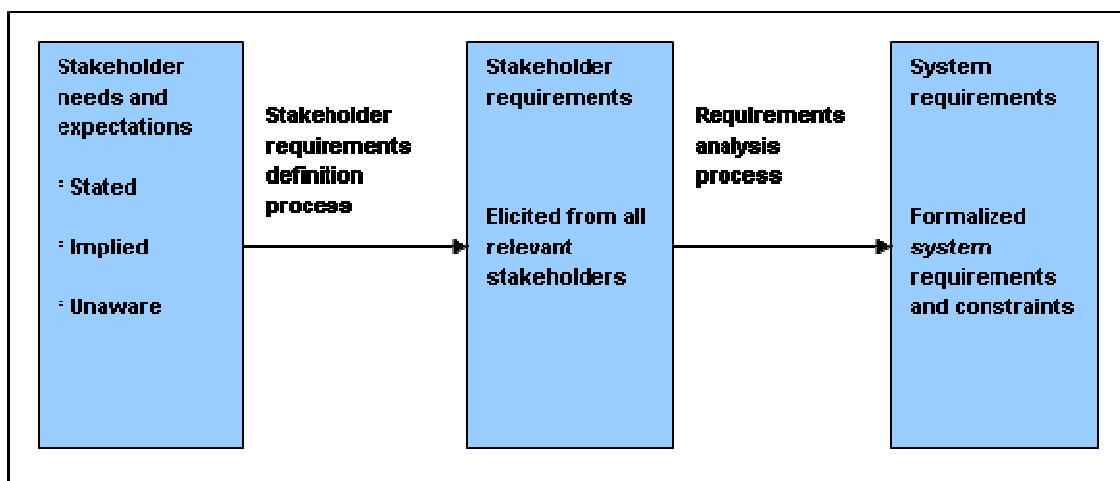 Stakeholder
needs and
expectations
* Stated
* Implied
* Unaware
Stakeholder
requirements
definition
process
Stakeholder
requirements
Elicited from all
relevant
stakeholders
Requirements
analysis
process
System
requirements
Formalized
system
requirements
and constraints